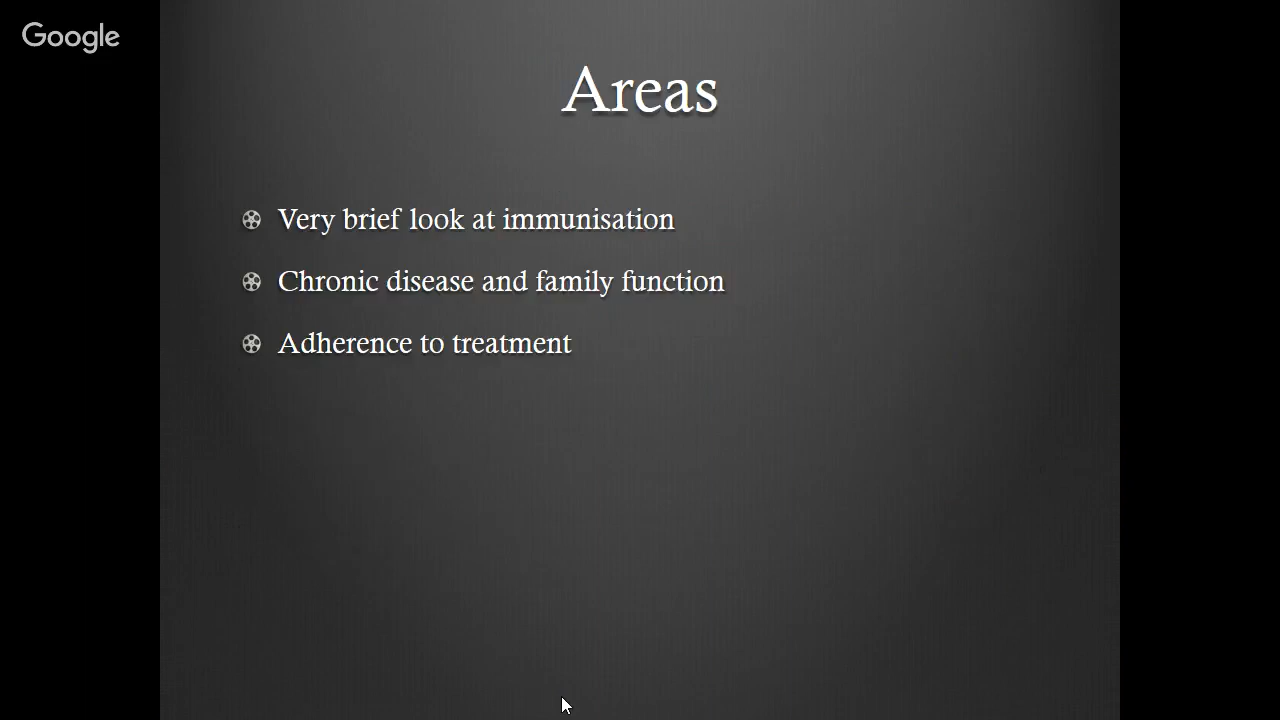 Google
Areas
Very brief look at immunisation
Chronic disease and family function
Adherence to treatment